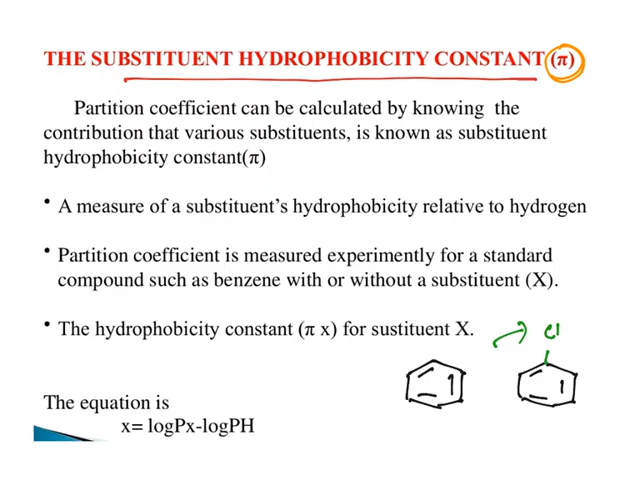 THE SUBSTITUENT HYDROPHOBICITY CONSTANT (π)
Partition coefficient can be calculated by knowing the
contribution that various substituents, is known as substituent
hydrophobicity constant(π)
• A measure of a substituent's hydrophobicity relative to hydrogen
• Partition coefficient is measured experimentally for a standard
compound such as benzene with or without a substituent (X).
• The hydrophobicity constant (π x) for sustituent X.
Cl
The equation is
x= logPx-logPH